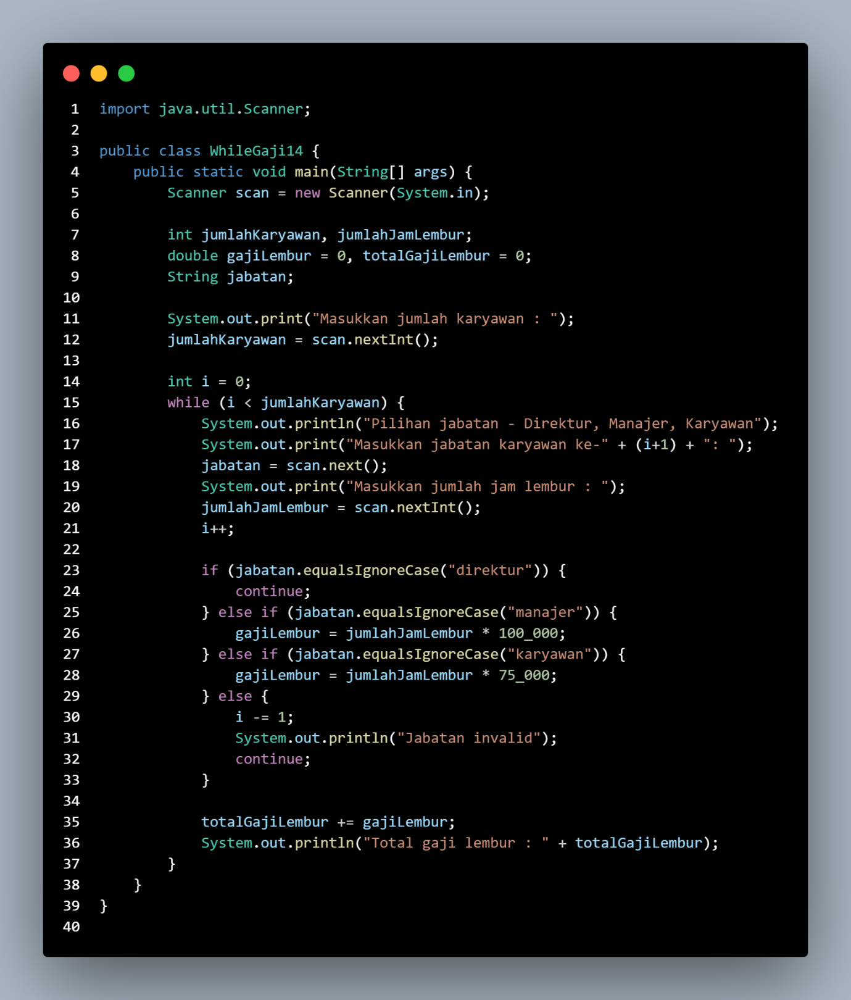 1 import java.util.Scanner;
2
3 public class WhileGaji14 {
4     public static void main(String[] args) {
5         Scanner scan = new Scanner(System.in);
6
7         int jumlahKaryawan, jumlahJamLembur;
8         double gajiLembur = 0, totalGajiLembur = 0;
9         String jabatan;
10
11         System.out.print("Masukkan jumlah karyawan : ");
12         jumlahKaryawan = scan.nextInt();
13
14         int i = 0;
15         while (i < jumlahKaryawan) {
16             System.out.println("Pilihan jabatan - Direktur, Manajer, Karyawan");
17             System.out.print("Masukkan jabatan karyawan ke-" + (i+1) + ": ");
18             jabatan = scan.next();
19             System.out.print("Masukkan jumlah jam lembur : ");
20             jumlahJamLembur = scan.nextInt();
21             i++;
22
23             if (jabatan.equalsIgnoreCase("direktur")) {
24                 continue;
25             } else if (jabatan.equalsIgnoreCase("manajer")) {
26                 gajiLembur = jumlahJamLembur * 100_000;
27             } else if (jabatan.equalsIgnoreCase("karyawan")) {
28                 gajiLembur = jumlahJamLembur * 75_000;
29             } else {
30                 i -= 1;
31                 System.out.println("Jabatan invalid");
32                 continue;
33             }
34
35             totalGajiLembur += gajiLembur;
36             System.out.println("Total gaji lembur : " + totalGajiLembur);
37         }
38     }
39 }
40